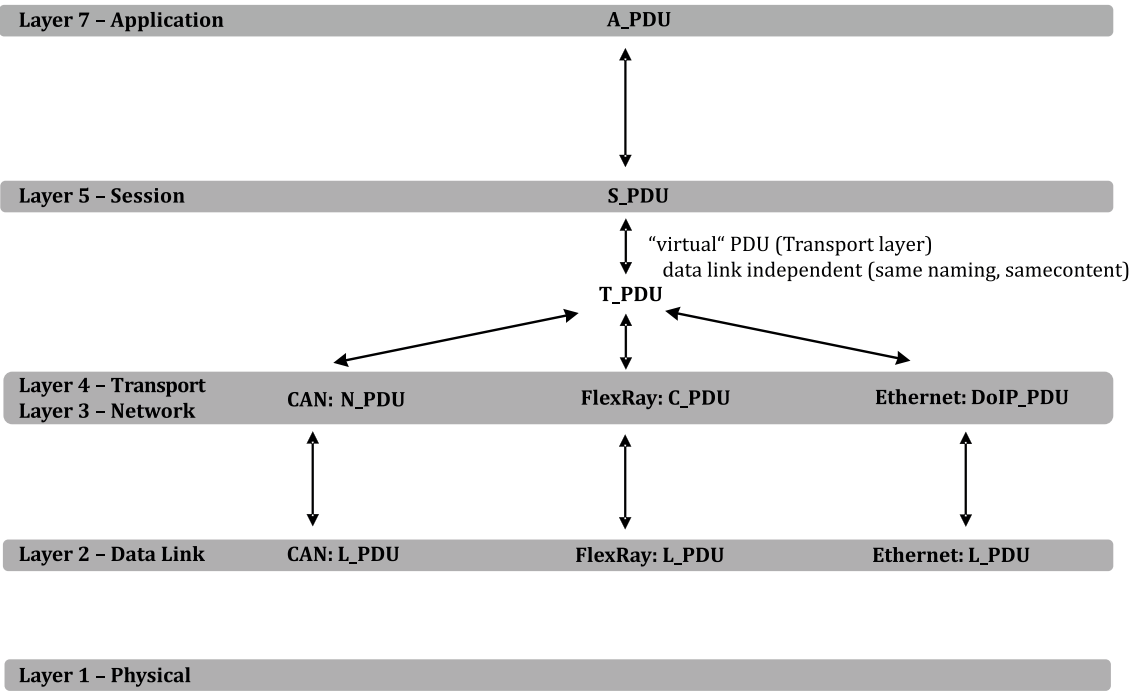 Layer 7 – Application A_PDU
Layer 5 – Session S_PDU
“virtual“ PDU (Transport layer)
data link independent (same naming, samecontent)
T_PDU
Layer 4 – Transport
Layer 3 – Network
CAN: N_PDU FlexRay: C_PDU Ethernet: DoIP_PDU
Layer 2 – Data Link CAN: L_PDU FlexRay: L_PDU Ethernet: L_PDU
Layer 1 – Physical